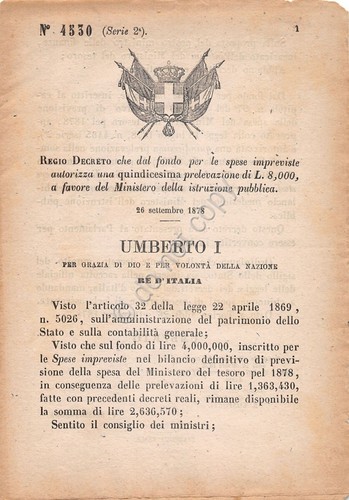 N° 4530 (Serie 2ª). 1
REGIO DECRETO che dal fondo per le spese impreviste
autorizza una quindicesima prelevazione di L. 8,000,
a favore del Ministero della istruzione pubblica.
26 settembre 1878
UMBERTO I
PER GRAZIA DI DIO E PER VOLONTÀ DELLA NAZIONE
RE D'ITALIA
Visto l'articolo 32 della legge 22 aprile 1869,
n. 5026, sull'amministrazione del patrimonio dello
Stato e sulla contabilità generale;
Visto che sul fondo di lire 4,000,000, inscritto per
le Spese impreviste nel bilancio definitivo di previ-
sione della spesa del Ministero del tesoro pel 1878,
in conseguenza delle prelevazioni di lire 1,363,430,
fatte con precedenti decreti reali, rimane disponibile
la somma di lire 2,636,570;
Sentito il consiglio dei ministri;